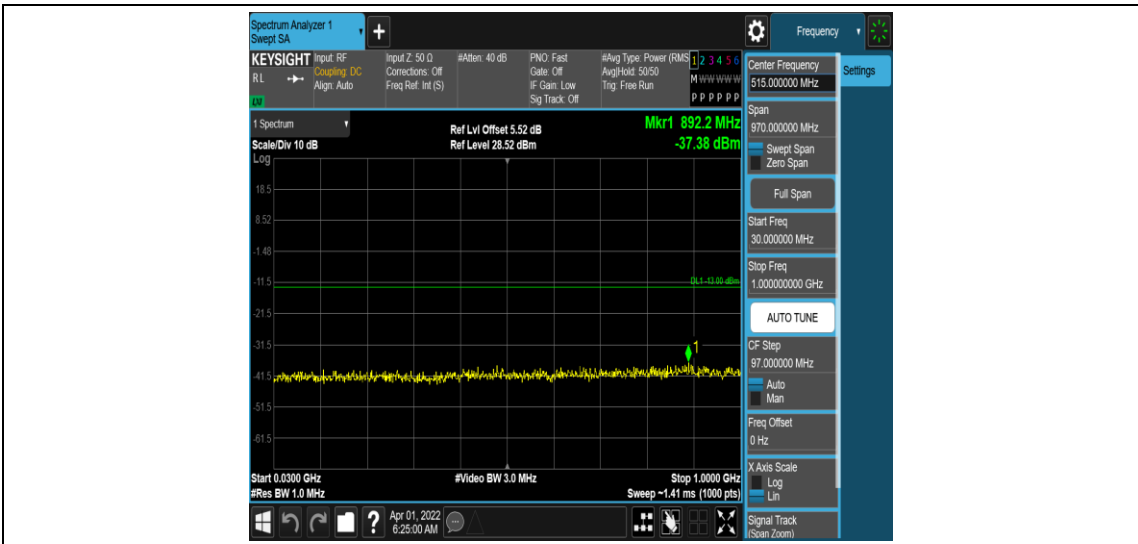 Spectrum Analyzer 1
Swept SA
+
Frequency
KEYSIGHT
RL
LXI
Input: RF
Coupling: DC
Align: Auto
Input Z: 50 Ω
Corrections: Off
Freq Ref: Int (S)
#Atten: 40 dB
PNO: Fast
Gate: Off
IF Gain: Low
Sig Track: Off
#Avg Type: Power (RMS
Avg|Hold: 50/50
Trig: Free Run
1 2 3 4 5 6
M W W W W W
P P P P P P
1 Spectrum
Scale/Div 10 dB
Log
Ref Lvl Offset 5.52 dB
Ref Level 28.52 dBm
Mkr1 892.2 MHz
-37.38 dBm
18.5
8.52
-1.48
-11.5
DL1 -13.00 dBm
-21.5
-31.5
1
-41.5
-51.5
-61.5
Start 0.0300 GHz
#Res BW 1.0 MHz
#Video BW 3.0 MHz
Stop 1.0000 GHz
Sweep ~1.41 ms (1000 pts)
?
Apr 01, 2022
6:25:00 AM
Center Frequency
515.000000 MHz
Settings
Span
970.000000 MHz
Swept Span
Zero Span
Full Span
Start Freq
30.000000 MHz
Stop Freq
1.000000000 GHz
AUTO TUNE
CF Step
97.000000 MHz
Auto
Man
Freq Offset
0 Hz
X Axis Scale
Log
Lin
Signal Track
(Span Zoom)